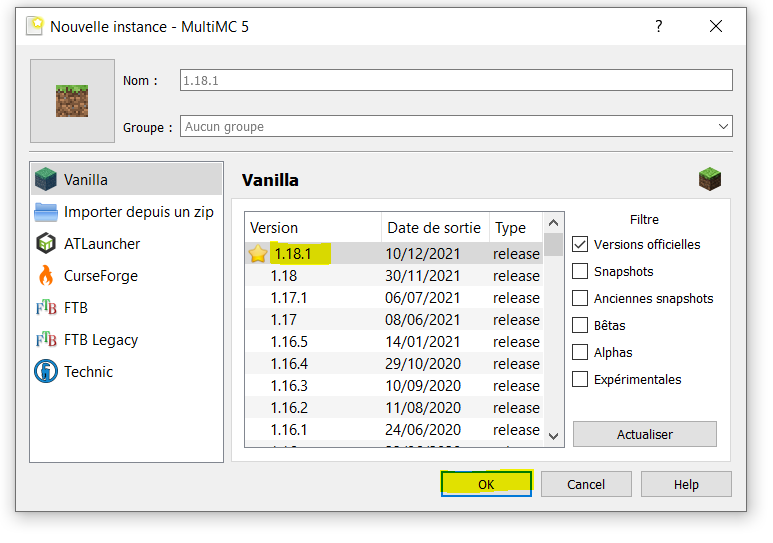 Nouvelle instance - MultiMC 5
Nom :
1.18.1
Groupe :
Aucun groupe
Vanilla
Importer depuis un zip
ATLauncher
CurseForge
FTB
FTB Legacy
Technic
Vanilla
Version Date de sortie Type
1.18.1 10/12/2021 release
1.18 30/11/2021 release
1.17.1 06/07/2021 release
1.17 08/06/2021 release
1.16.5 14/01/2021 release
1.16.4 29/10/2020 release
1.16.3 10/09/2020 release
1.16.2 11/08/2020 release
1.16.1 24/06/2020 release
Filtre
Versions officielles
Snapshots
Anciennes snapshots
Bêtas
Alphas
Expérimentales
Actualiser
OK
Cancel
Help